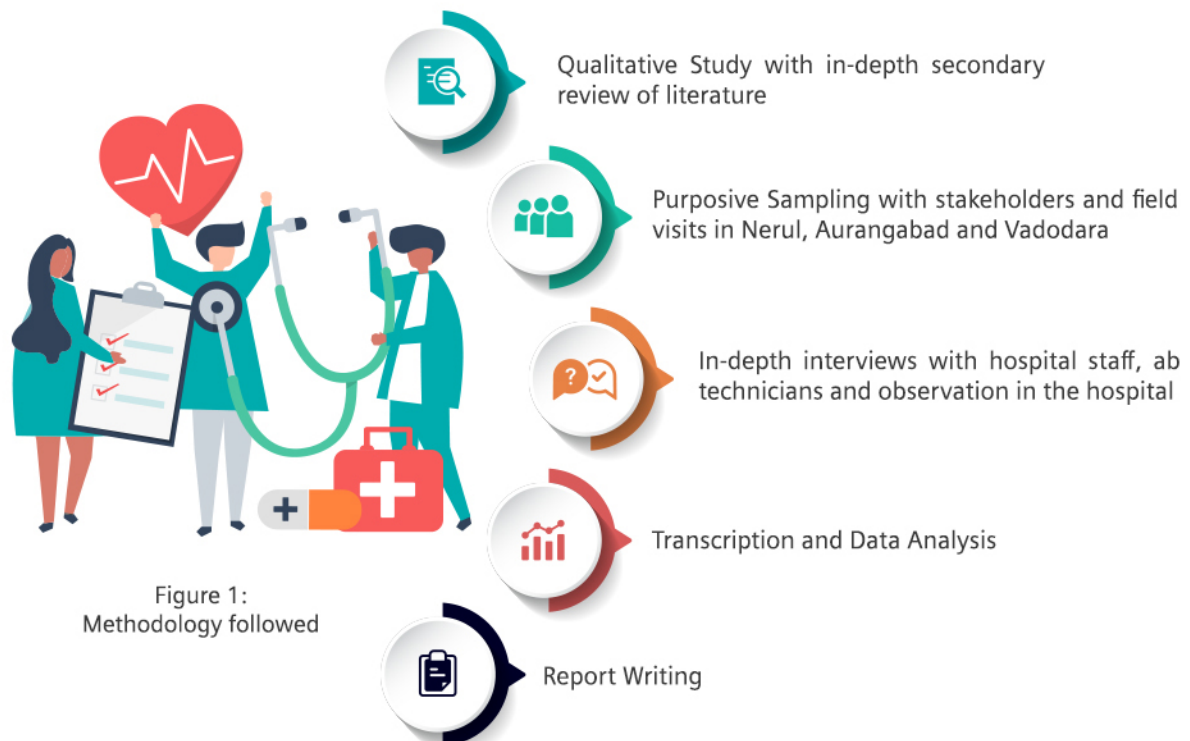 Qualitative Study with in-depth secondary
review of literature
Purposive Sampling with stakeholders and field
visits in Nerul, Aurangabad and Vadodara
In-depth interviews with hospital staff, ab
technicians and observation in the hospital
Transcription and Data Analysis
Figure 1:
Methodology followed
Report Writing